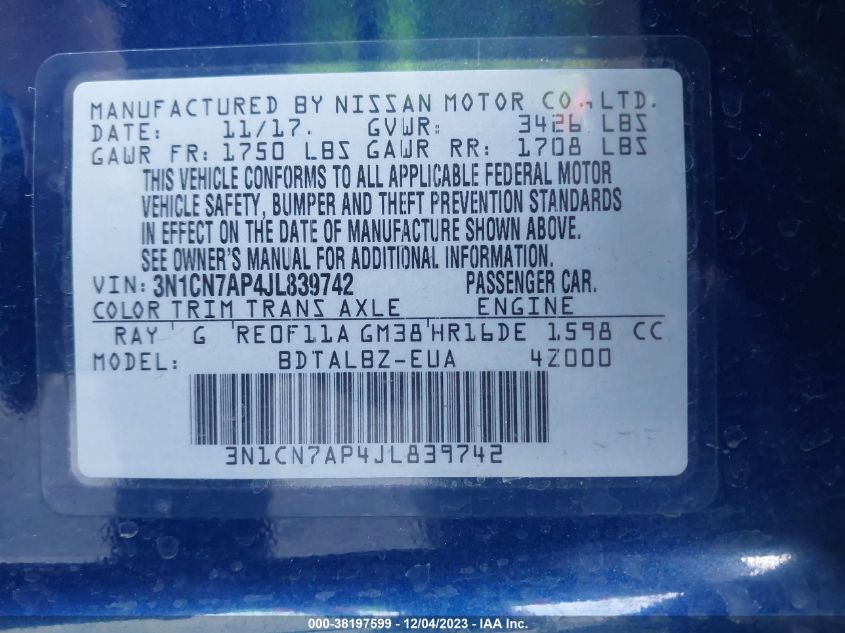 MANUFACTURED BY NISSAN MOTOR CO., LTD.
DATE: 11/17. GVWR: 3426 LBS
GAWR FR: 1750 LBS GAWR RR: 1708 LBS
THIS VEHICLE CONFORMS TO ALL APPLICABLE FEDERAL MOTOR
VEHICLE SAFETY, BUMPER AND THEFT PREVENTION STANDARDS
IN EFFECT ON THE DATE OF MANUFACTURE SHOWN ABOVE.
SEE OWNER'S MANUAL FOR ADDITIONAL INFORMATION.
VIN: 3N1CN7AP4JL839742 PASSENGER CAR.
COLOR TRIM TRANS AXLE ENGINE
RAY G RE0F11A GM38 HR16DE 1598 CC
MODEL: BDTALBZ-EUA 42000
3N1CN7AP4JL839742
000-38197599 - 12/04/2023 - IAA Inc.